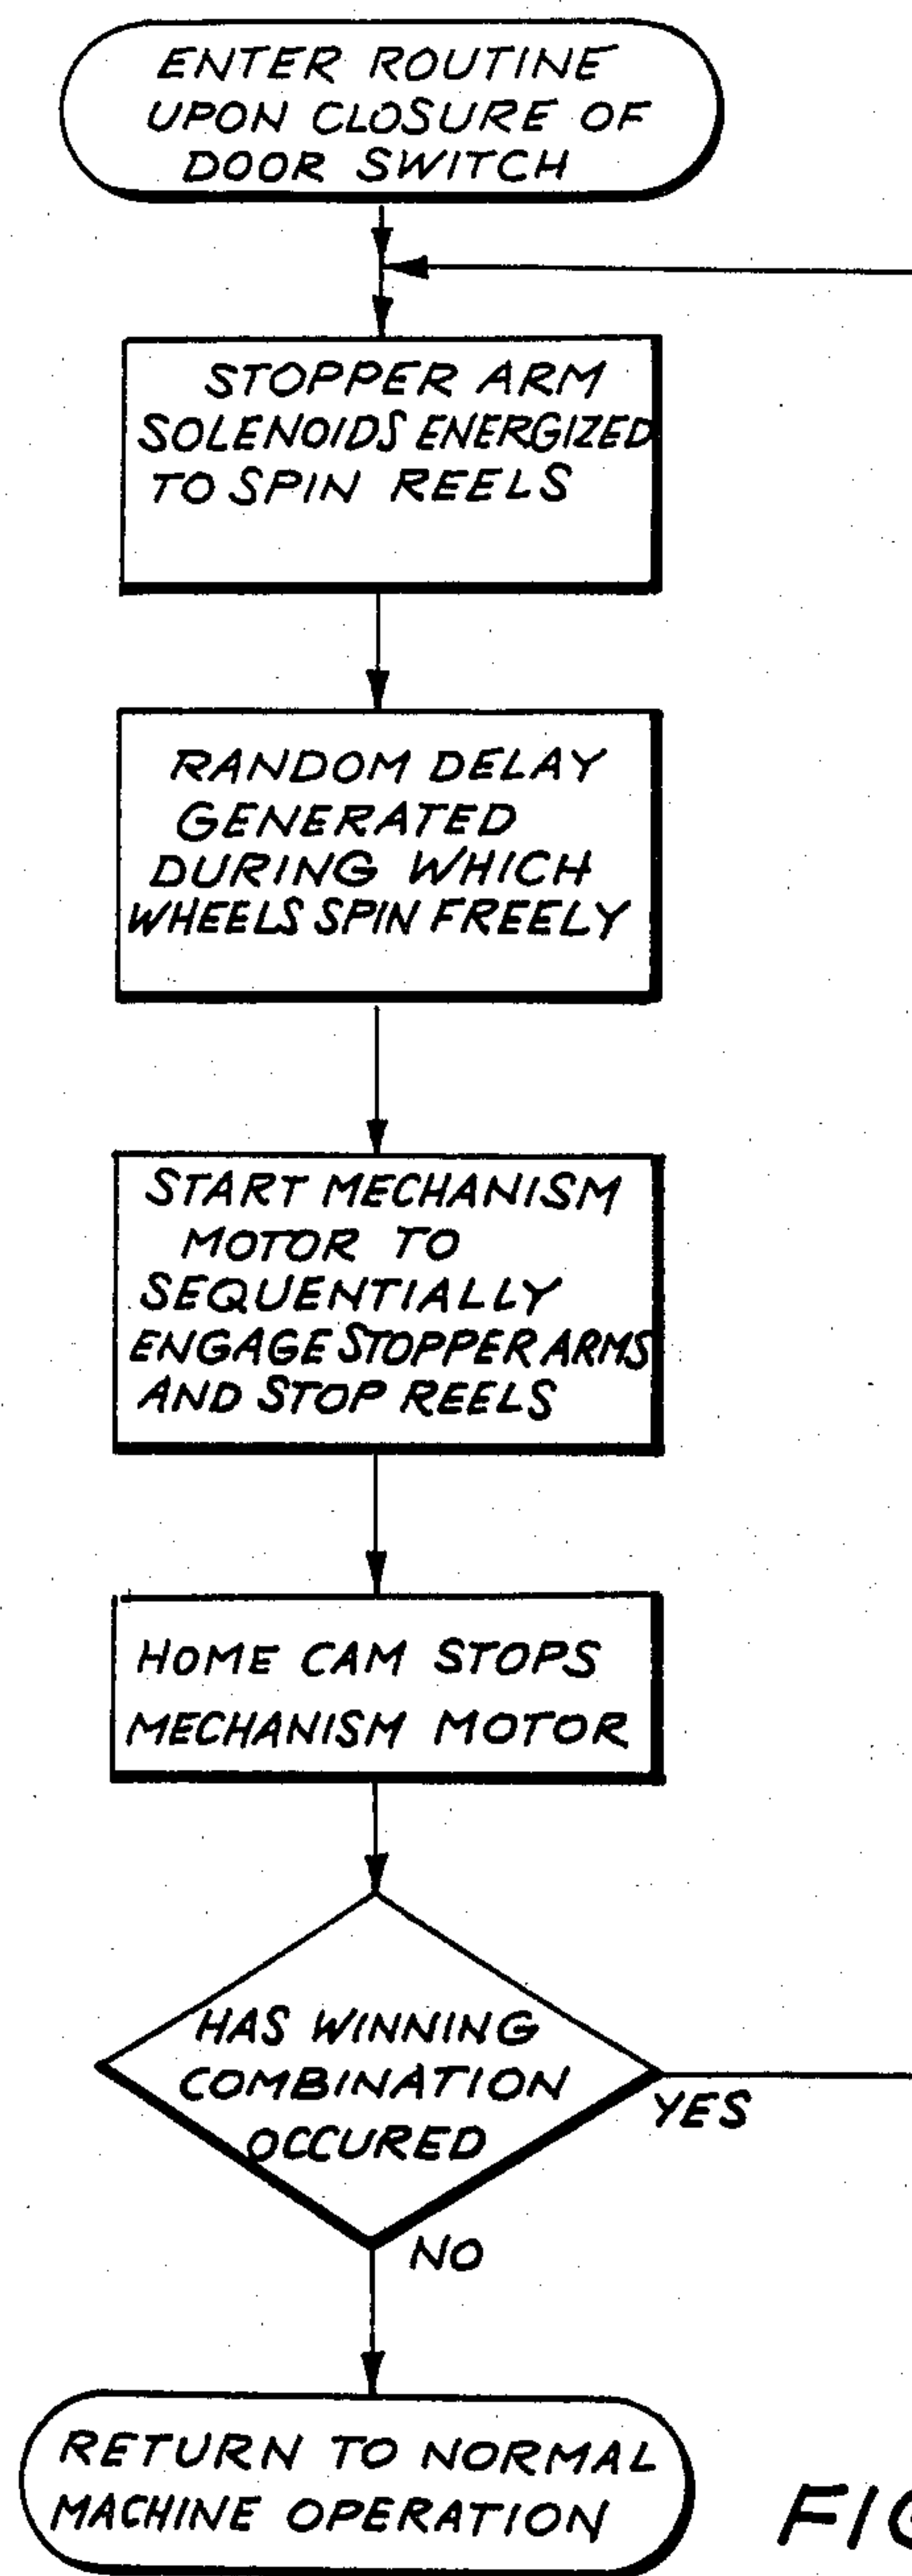 ENTER ROUTINE
UPON CLOSURE OF
DOOR SWITCH
STOPPER ARM
SOLENOIDS ENERGIZED
TO SPIN REELS
RANDOM DELAY
GENERATED
DURING WHICH
WHEELS SPIN FREELY
START MECHANISM
MOTOR TO
SEQUENTIALLY
ENGAGE STOPPER ARMS
AND STOP REELS
HOME CAM STOPS
MECHANISM MOTOR
HAS WINNING
COMBINATION
OCCURED
YES
NO
RETURN TO NORMAL
MACHINE OPERATION